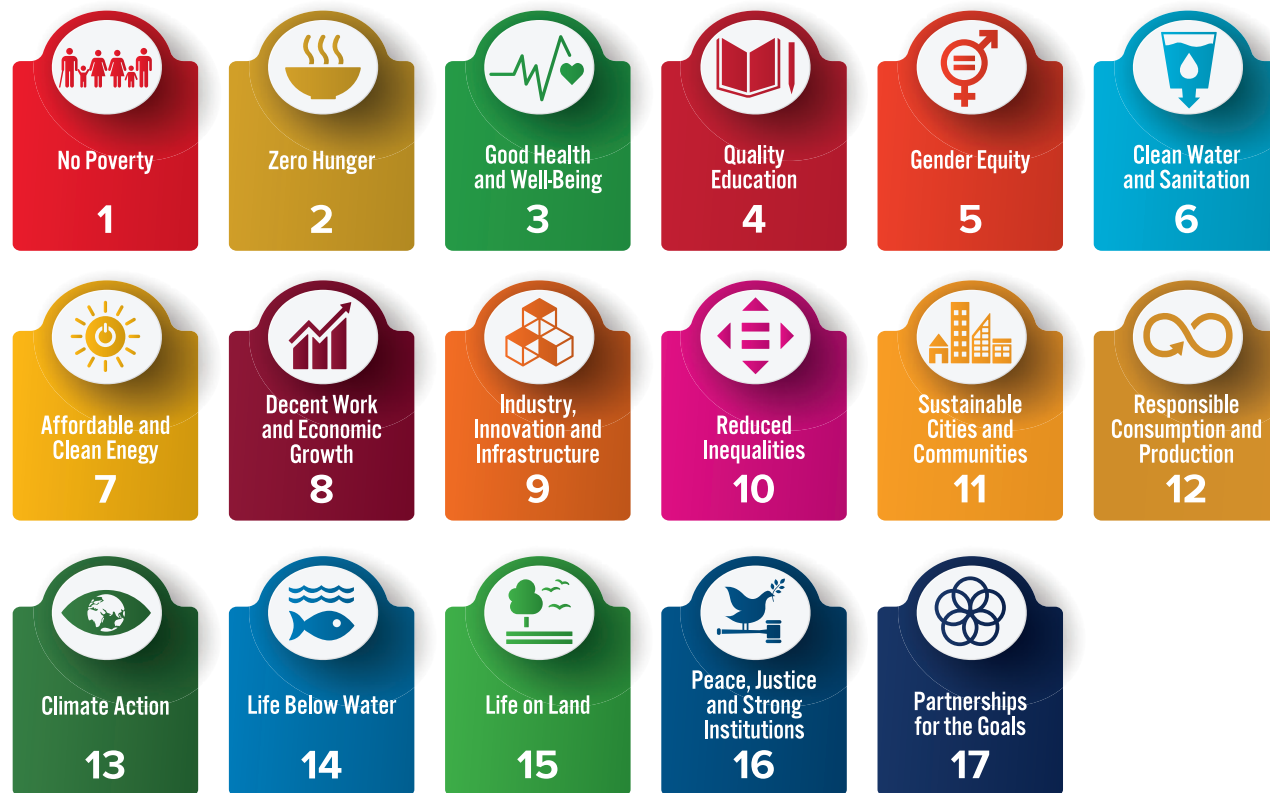 No Poverty
1
Zero Hunger
2
Good Health
and Well-Being
3
Quality
Education
4
Gender Equity
5
Clean Water
and Sanitation
6
Affordable and
Clean Enegy
7
Decent Work
and Economic
Growth
8
Industry,
Innovation and
Infrastructure
9
Reduced
Inequalities
10
Sustainable
Cities and
Communities
11
Responsible
Consumption and
Production
12
Climate Action
13
Life Below Water
14
Life on Land
15
Peace, Justice
and Strong
Institutions
16
Partnerships
for the Goals
17